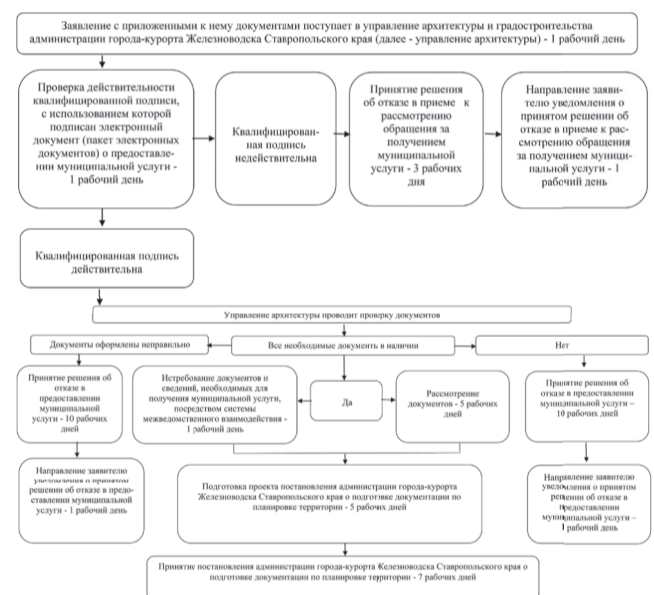 Заявление с приложенными к нему документами поступает в управление архитектуры и градостроительства
администрации города-курорта Железноводска Ставропольского края (далее - управление архитектуры) - 1 рабочий день
Проверка действительности
квалифицированной подписи,
с использованием которой
подписан электронный
документ (пакет электронных
документов) о предоставле-
нии муниципальной услуги -
1 рабочий день
Квалифицирован-
ная подпись
недействительна
Принятие решения
об отказе в приеме к
рассмотрению
обращения за
получением
муниципальной
услуги - 3 рабочих
дня
Направление заяви-
телю уведомления о
принятом решении об
отказе в приеме к рас-
смотрению обращения
за получением муници-
пальной услуги - 1
рабочий день
Квалифицированная подпись
действительна
Управление архитектуры проводит проверку документов
Документы оформлены неправильно
Все необходимые документы в наличии
Нет
Принятие решения об
отказе в
предоставлении
муниципальной
услуги - 10 рабочих
дней
Истребование документов и
сведений, необходимых для
получения муниципальной услуги,
посредством системы
межведомственного взаимодействия -
1 рабочий день
Да
Рассмотрение
документов - 5 рабочих
дней
Принятие решения об
отказе в предоставлении
муниципальной услуги –
10 рабочих дней
Направление заявителю
уведомления о принятом
решении об отказе в предо-
ставлении муниципальной
услуги - 1 рабочий день
Подготовка проекта постановления администрации города-курорта
Железноводска Ставропольского края о подготовке документации по
планировке территории - 5 рабочих дней
Направление заявителю
уведомления о принятом
решении об отказе в
предоставлении
муниципальной услуги –
1 рабочий день
Принятие постановления администрации города-курорта Железноводска Ставропольского края о
подготовке документации по планировке территории - 7 рабочих дней